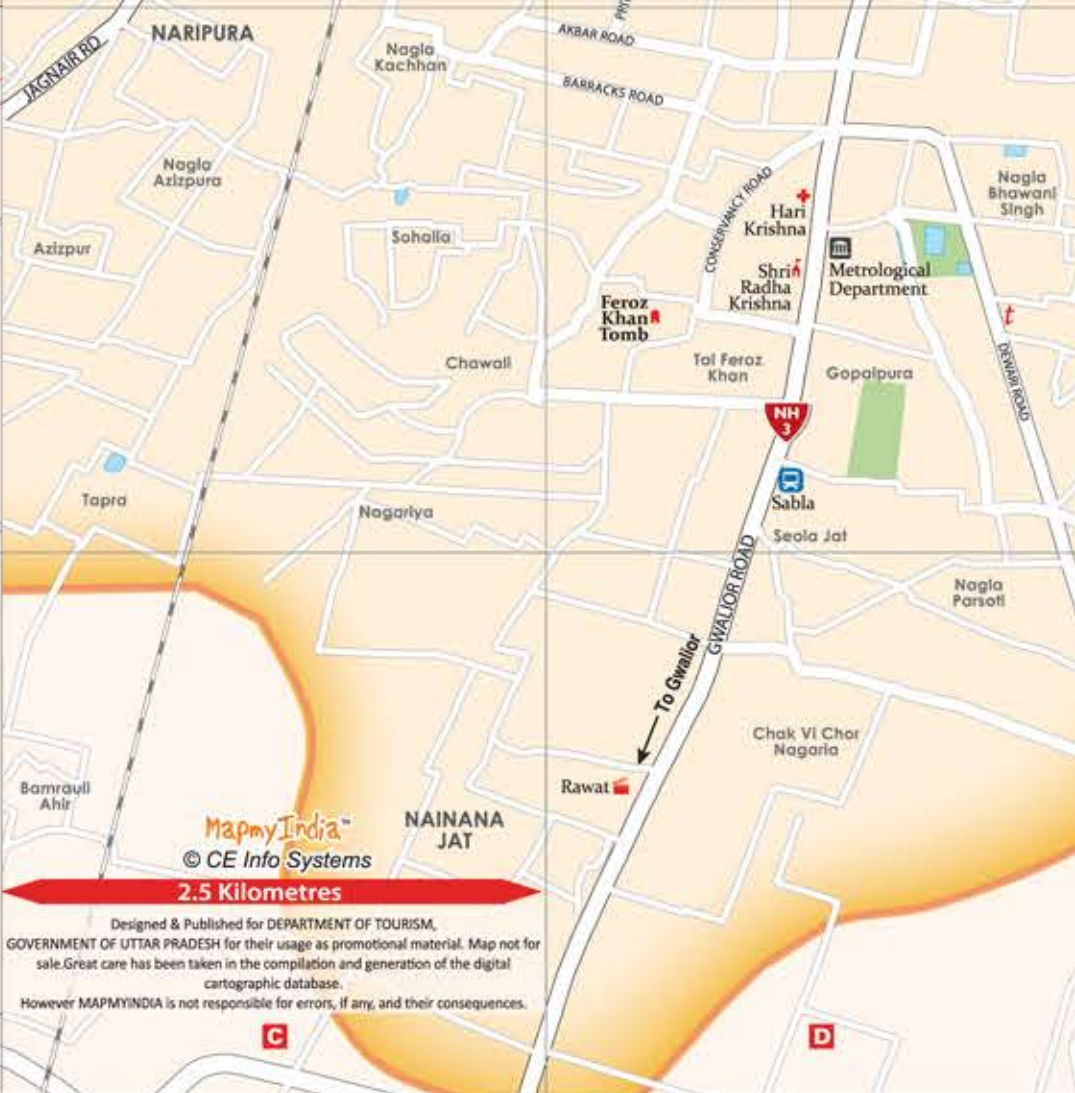 JAGNAIR RD
NARIPURA
Nagla
Kachhan
AKBAR ROAD
BARRACKS ROAD
Nagla
Azizpura
Azizpur
Sohalla
CONSERVANCY ROAD
Hari
Krishna
Nagla
Bhawani
Singh
Shri
Radha
Krishna
Metrological
Department
Feroz
Khan
Tomb
t
Chawali
Tal Feroz
Khan
Gopalpura
DEWARI ROAD
NH
3
Tapra
Nagariya
Sabla
Seola Jat
GWALIOR ROAD
Nagla
Parsoti
To Gwalior
Chak Vi Chor
Nagaria
Bamrauli
Ahir
Rawat
NAINANA
JAT
MapmyIndia™
© CE Info Systems
2.5 Kilometres
Designed & Published for DEPARTMENT OF TOURISM,
GOVERNMENT OF UTTAR PRADESH for their usage as promotional material. Map not for
sale.Great care has been taken in the compilation and generation of the digital
cartographic database.
However MAPMYINDIA is not responsible for errors, if any, and their consequences.
C
D